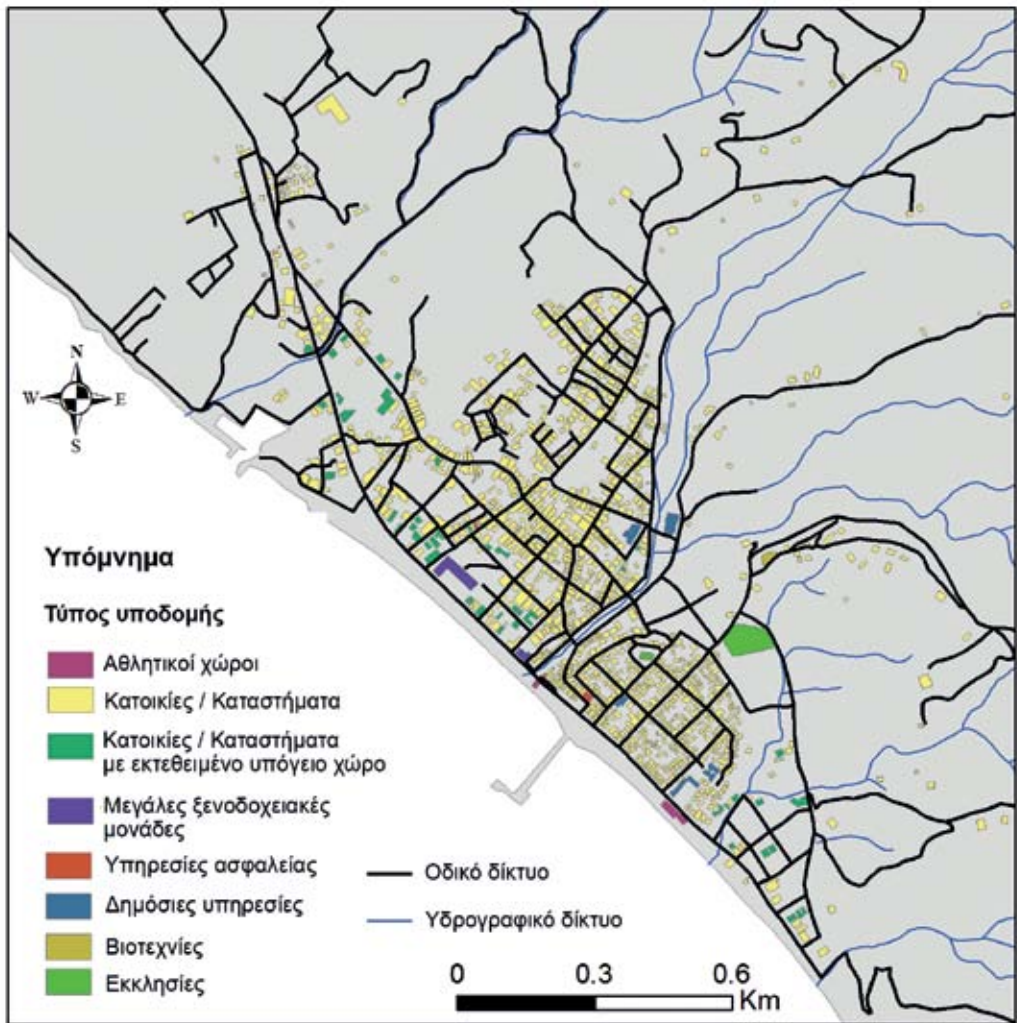 N
W E
S
Υπόμνημα
Τύπος υποδομής
Αθλητικοί χώροι
Κατοικίες / Καταστήματα
Κατοικίες / Καταστήματα
με εκτεθειμένο υπόγειο χώρο
Μεγάλες ξενοδοχειακές
μονάδες
Υπηρεσίες ασφαλείας
Δημόσιες υπηρεσίες
Βιοτεχνίες
Εκκλησίες
Οδικό δίκτυο
Υδρογραφικό δίκτυο
0 0.3 0.6
Km